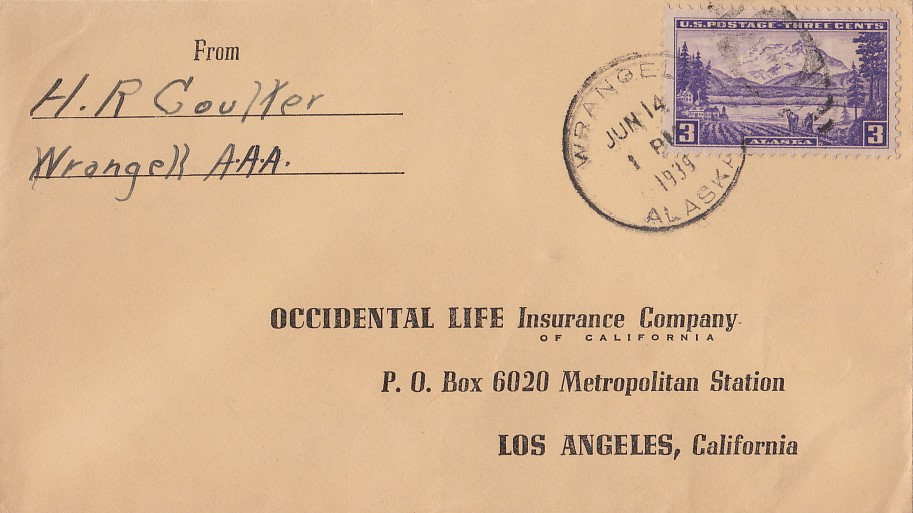 From
H. R Coulter
Wrangell A.A.A.
U.S. POSTAGE-THREE CENTS
3 ALASKA 3
WRANGELL
JUN 14
1 PM
1939
ALASKA
OCCIDENTAL LIFE Insurance Company
OF CALIFORNIA
P. O. Box 6020 Metropolitan Station
LOS ANGELES, California